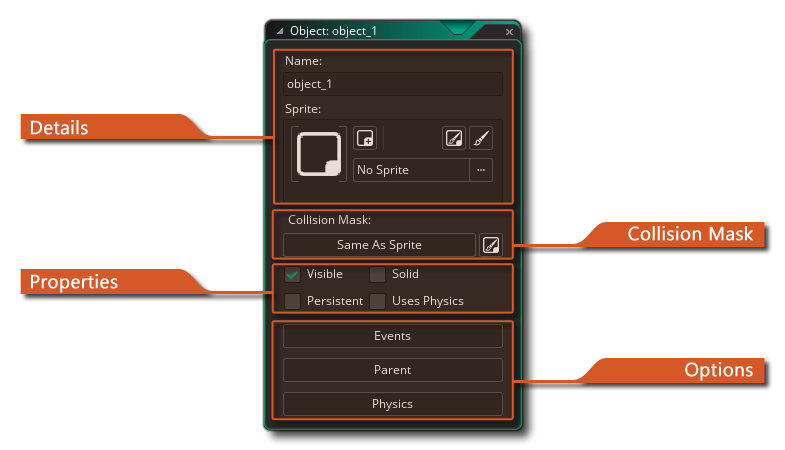 Object: object_1
Name:
object_1
Sprite:
Details
No Sprite
...
Collision Mask:
Same As Sprite
Collision Mask
Visible
Solid
Properties
Persistent
Uses Physics
Events
Parent
Options
Physics